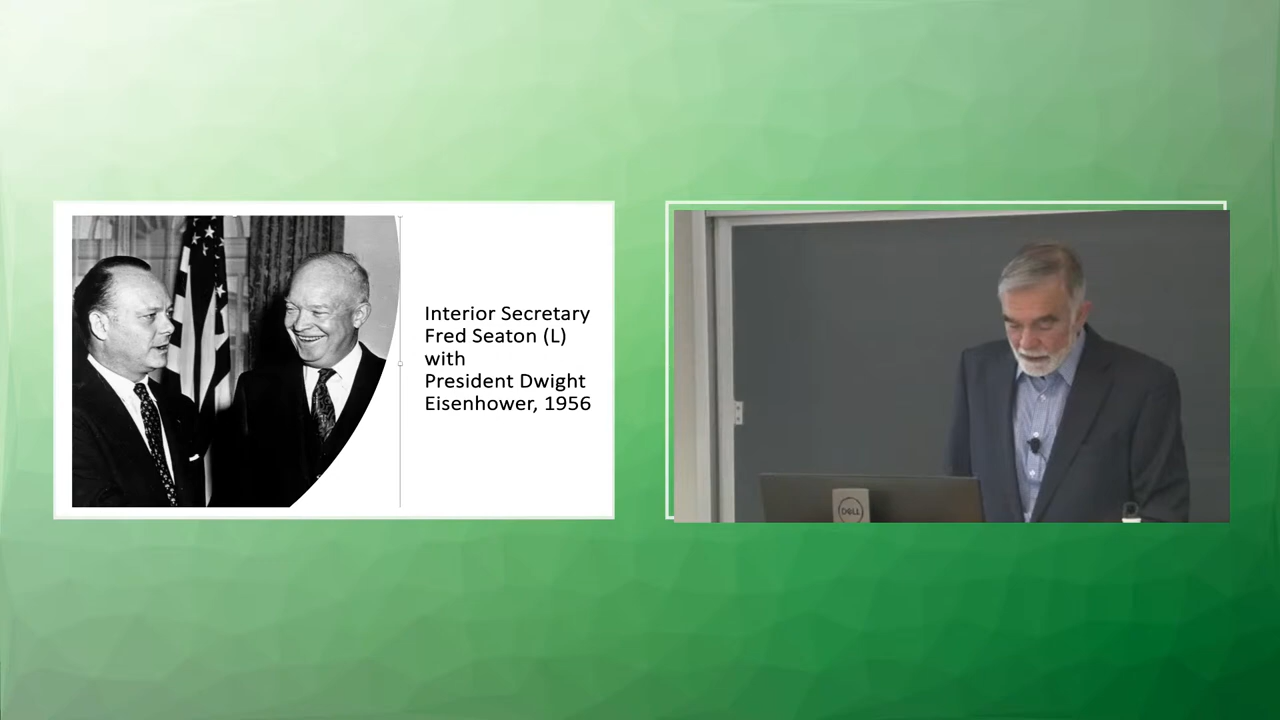 Interior Secretary
Fred Seaton (L)
with
President Dwight
Eisenhower, 1956
DELL